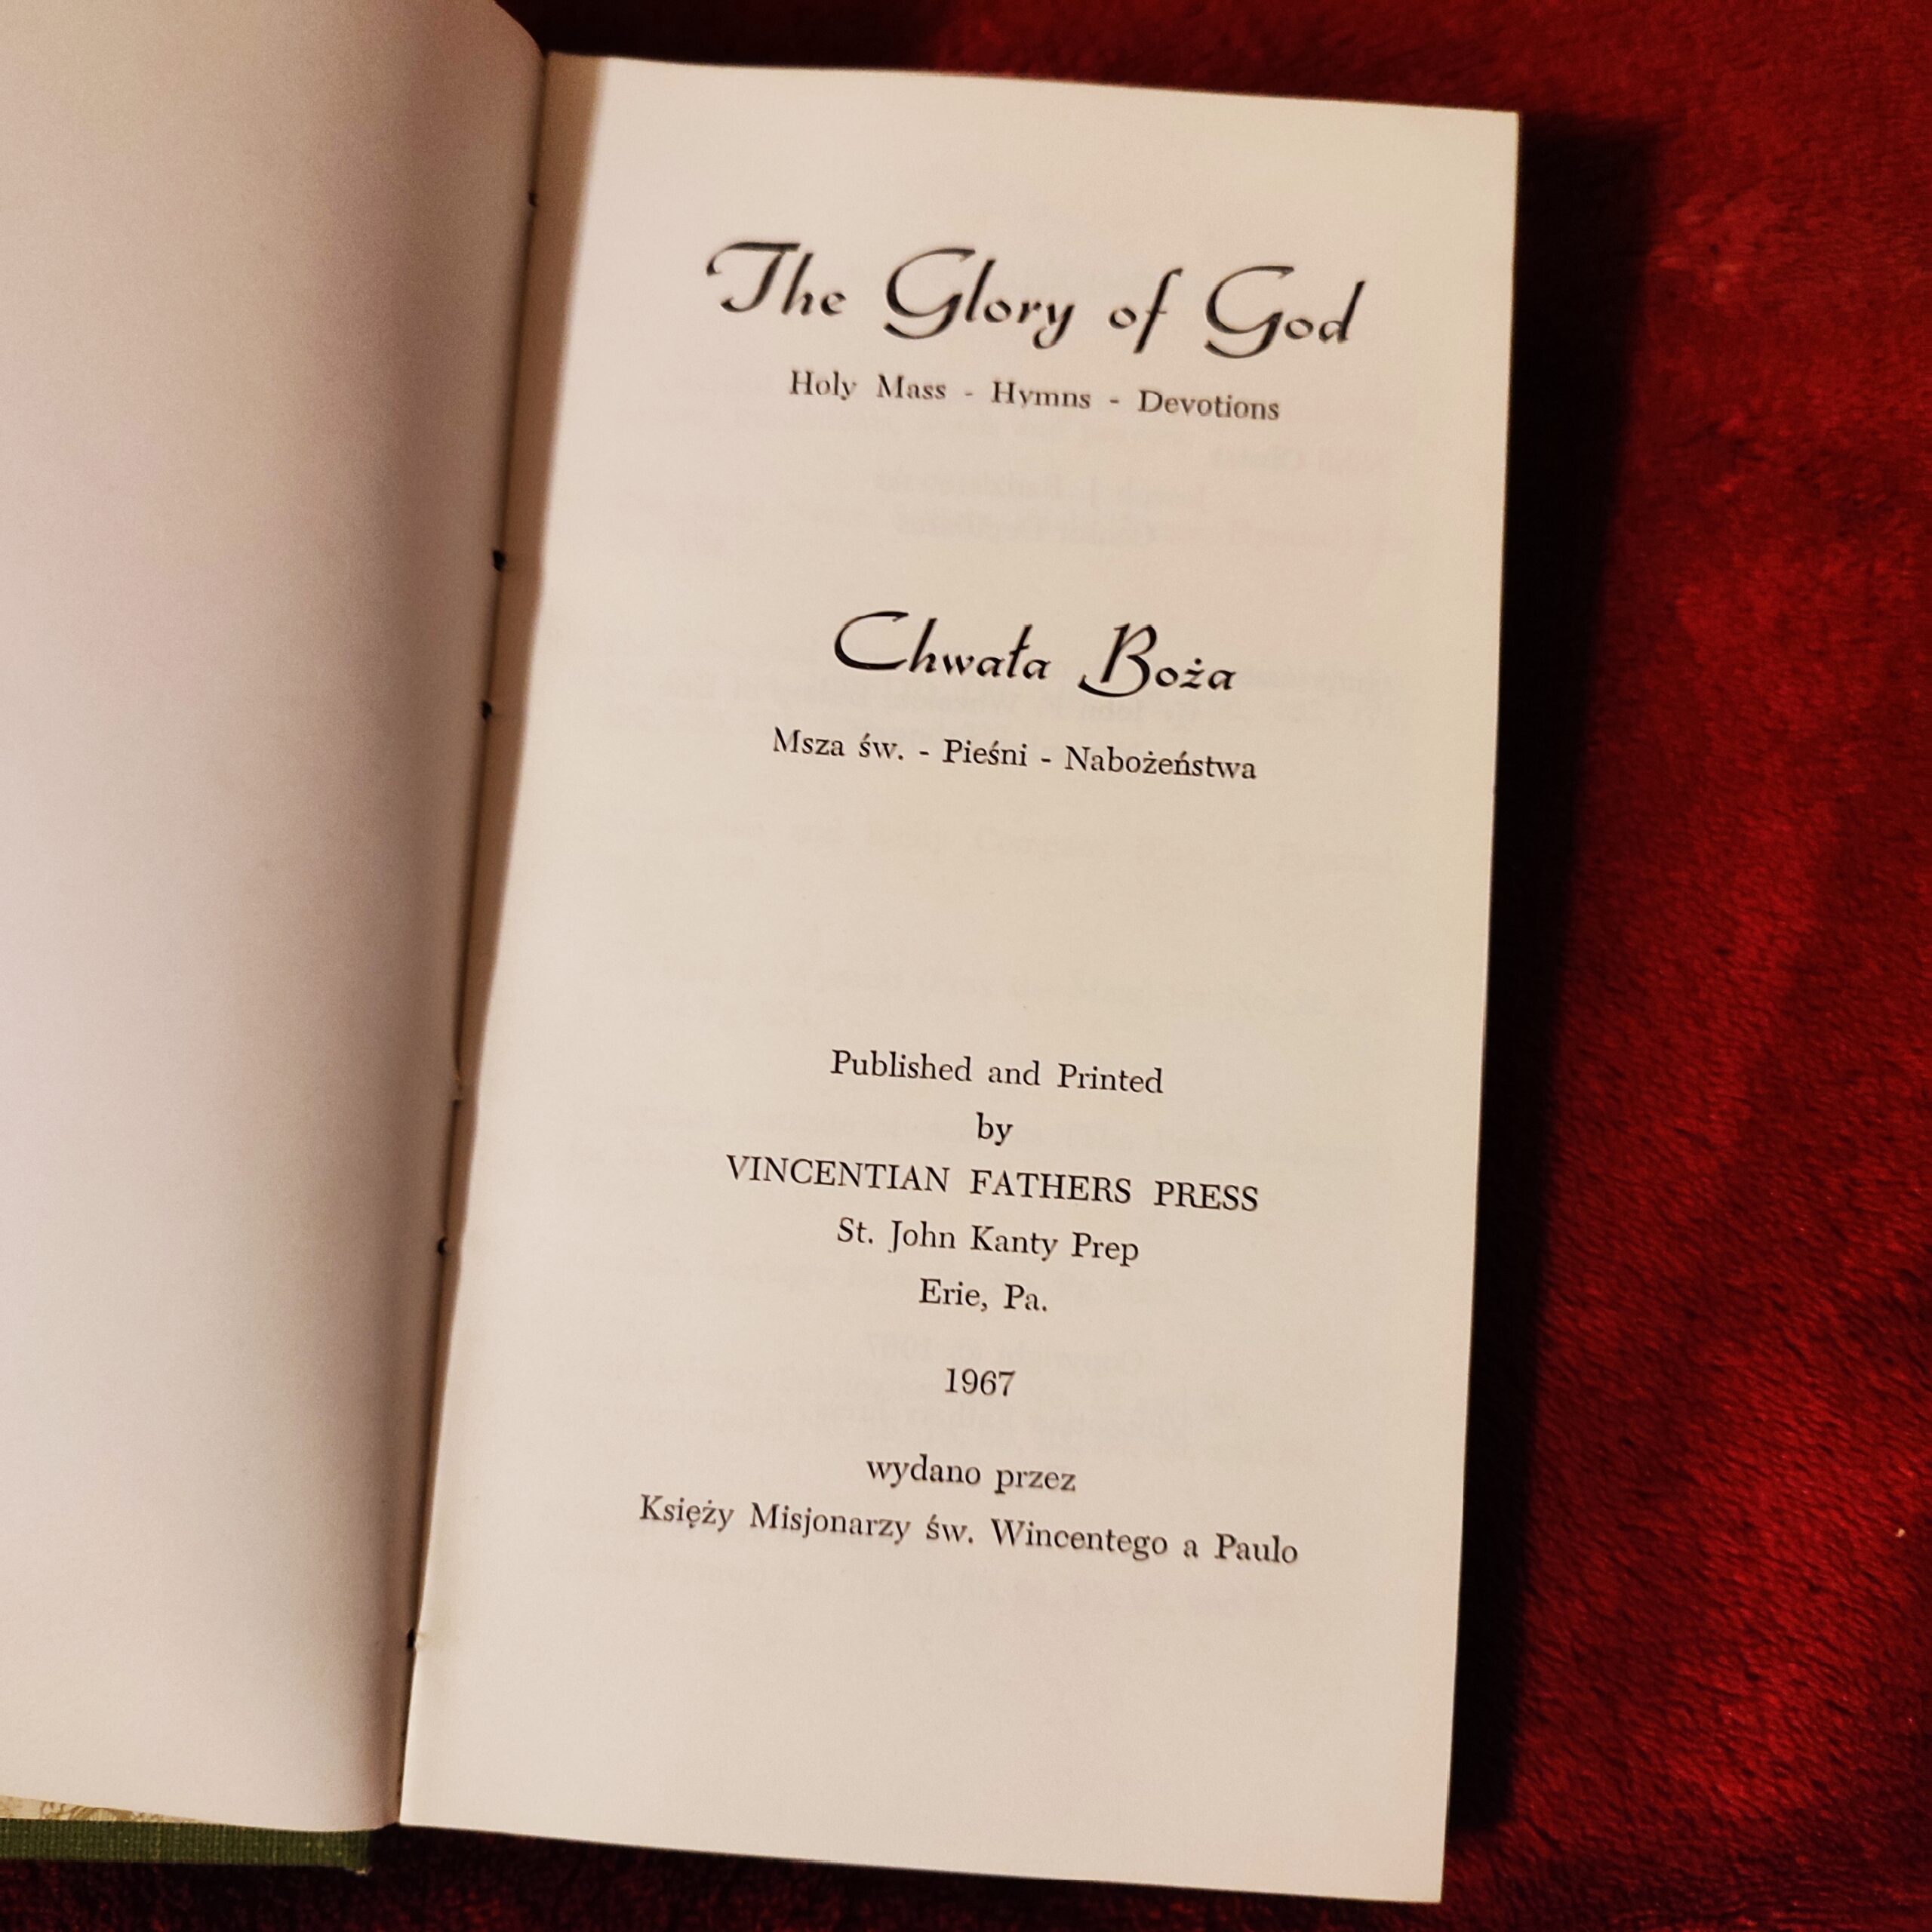 The Glory of God
Holy Mass - Hymns - Devotions
Chwała Boża
Msza św. - Pieśni - Nabożeństwa
Published and Printed
by
VINCENTIAN FATHERS PRESS
St. John Kanty Prep
Erie, Pa.
1967
wydano przez
Księży Misjonarzy św. Wincentego a Paulo